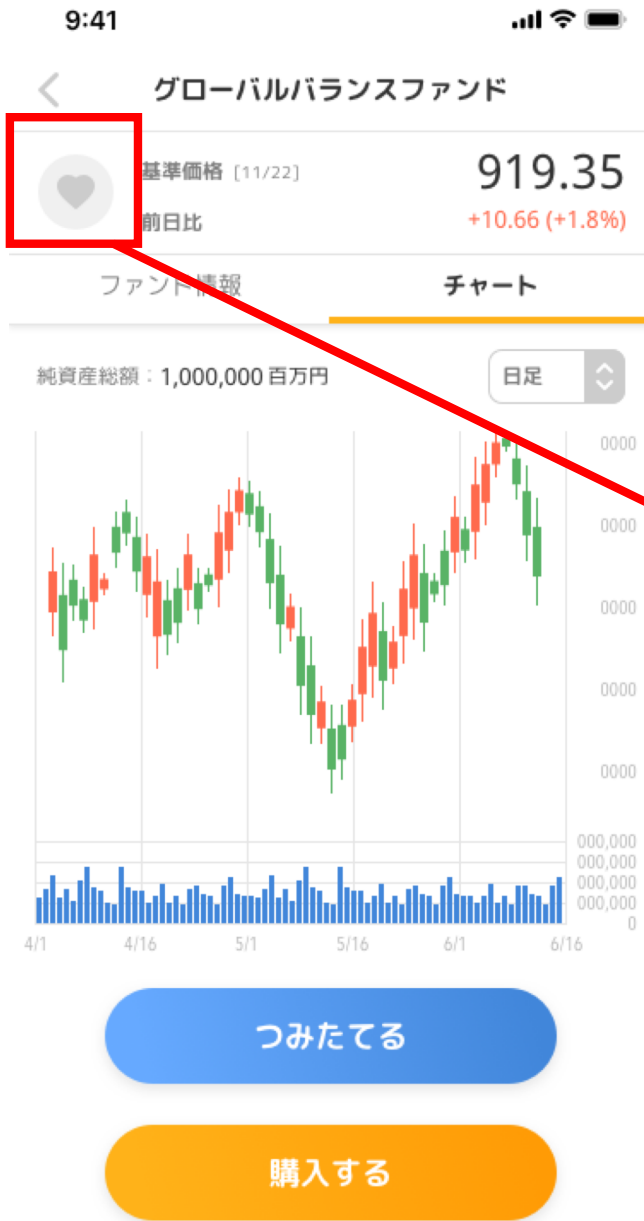 9:41
グローバルバランスファンド
基準価格 [11/22] 919.35
前日比 +10.66 (+1.8%)
ファンド情報 チャート
純資産総額：1,000,000 百万円 日足
0000
0000
0000
0000
0000
000,000
000,000
000,000
000,000
0
4/1 4/16 5/1 5/16 6/1 6/16
つみたてる
購入する